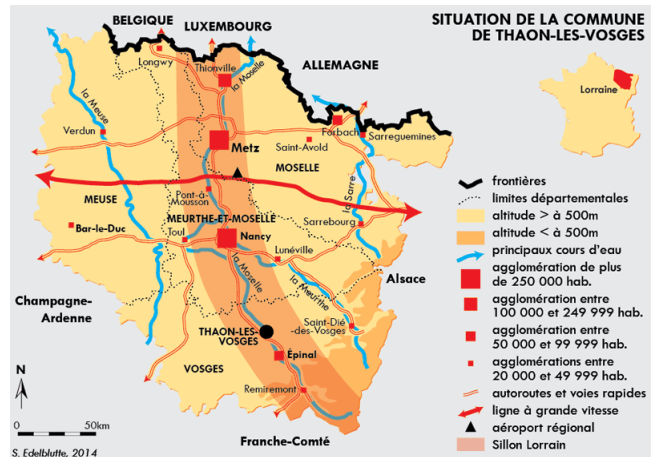 SITUATION DE LA COMMUNE
DE THAON-LES-VOSGES
BELGIQUE
LUXEMBOURG
ALLEMAGNE
Lorraine
Longwy
Thionville
la Moselle
la Meuse
Verdun
Metz
Saint-Avold
Forbach
Sarreguemines
MOSELLE
Pont-à-
Mousson
la Sarre
MEUSE
MEURTHE-ET-MOSELLE
Bar-le-Duc
Toul
Nancy
Sarrebourg
Lunéville
la Moselle
la Meurthe
Alsace
Champagne-
Ardenne
THAON-LES-
VOSGES
Saint-Dié
-des-Vosges
Épinal
VOSGES
Remiremont
Franche-Comté
N
0
50km
S. Edelblutte, 2014
frontières
limites départementales
altitude > à 500m
altitude < à 500m
principaux cours d'eau
agglomération de plus
de 250 000 hab.
agglomération entre
100 000 et 249 999 hab.
agglomération entre
50 000 et 99 999 hab.
agglomérations entre
20 000 et 49 999 hab.
autoroutes et voies rapides
ligne à grande vitesse
aéroport régional
Sillon Lorrain